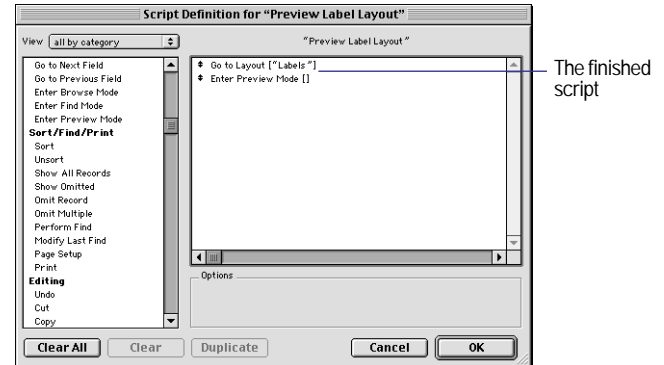 Script Definition for “Preview Label Layout”
View all by category
“Preview Label Layout”
Go to Next Field
Go to Previous Field
Enter Browse Mode
Enter Find Mode
Enter Preview Mode
Sort/Find/Print
Sort
Unsort
Show All Records
Show Omitted
Omit Record
Omit Multiple
Perform Find
Modify Last Find
Page Setup
Print
Editing
Undo
Cut
Copy
Go to Layout [“Labels”]
Enter Preview Mode []
Options
Clear All Clear Duplicate Cancel OK
The finished
script